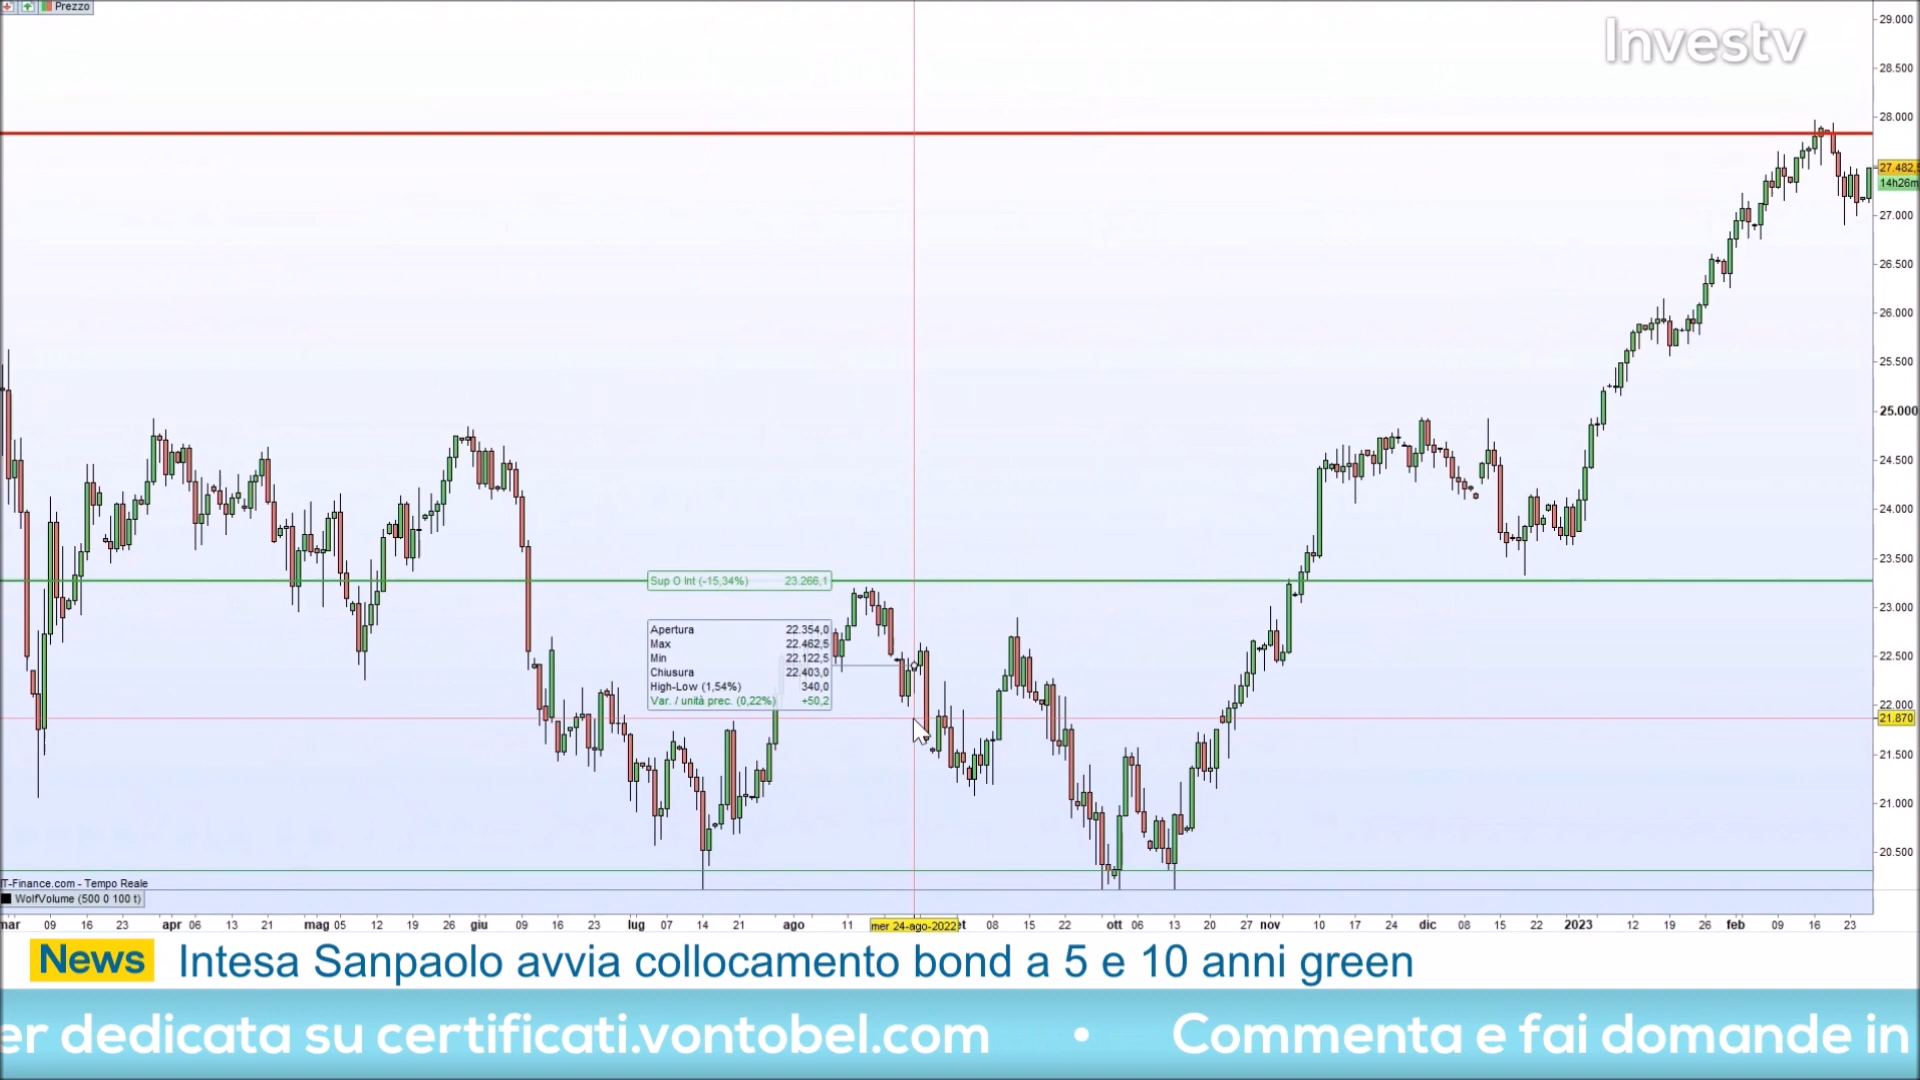 Prezzo
Investv
29.000
28.500
28.000
27.482,5
14h26m
27.000
26.500
26.000
25.500
25.000
24.500
24.000
23.500
23.000
22.500
22.000
21.870
21.500
21.000
20.500
Sup O Int (-15,34%) 23.266,1
Apertura 22.354,0
Max 22.462,5
Min 22.122,5
Chiusura 22.403,0
High-Low (1,54%) 340,0
Var. / unità prec. (0,22%) +50,2
IT-Finance.com - Tempo Reale
WolfVolume (500 0 100 t)
mar 09 16 23 apr 06 13 21 mag 05 12 19 26 giu 09 16 23 lug 07 14 21 ago 11 mer 24-ago-2022 et 08 15 22 ott 06 13 20 27 nov 10 17 24 dic 08 15 22 2023 12 19 26 feb 09 16 23
News Intesa Sanpaolo avvia collocamento bond a 5 e 10 anni green
er dedicata su certificati.vontobel.com • Commenta e fai domande in